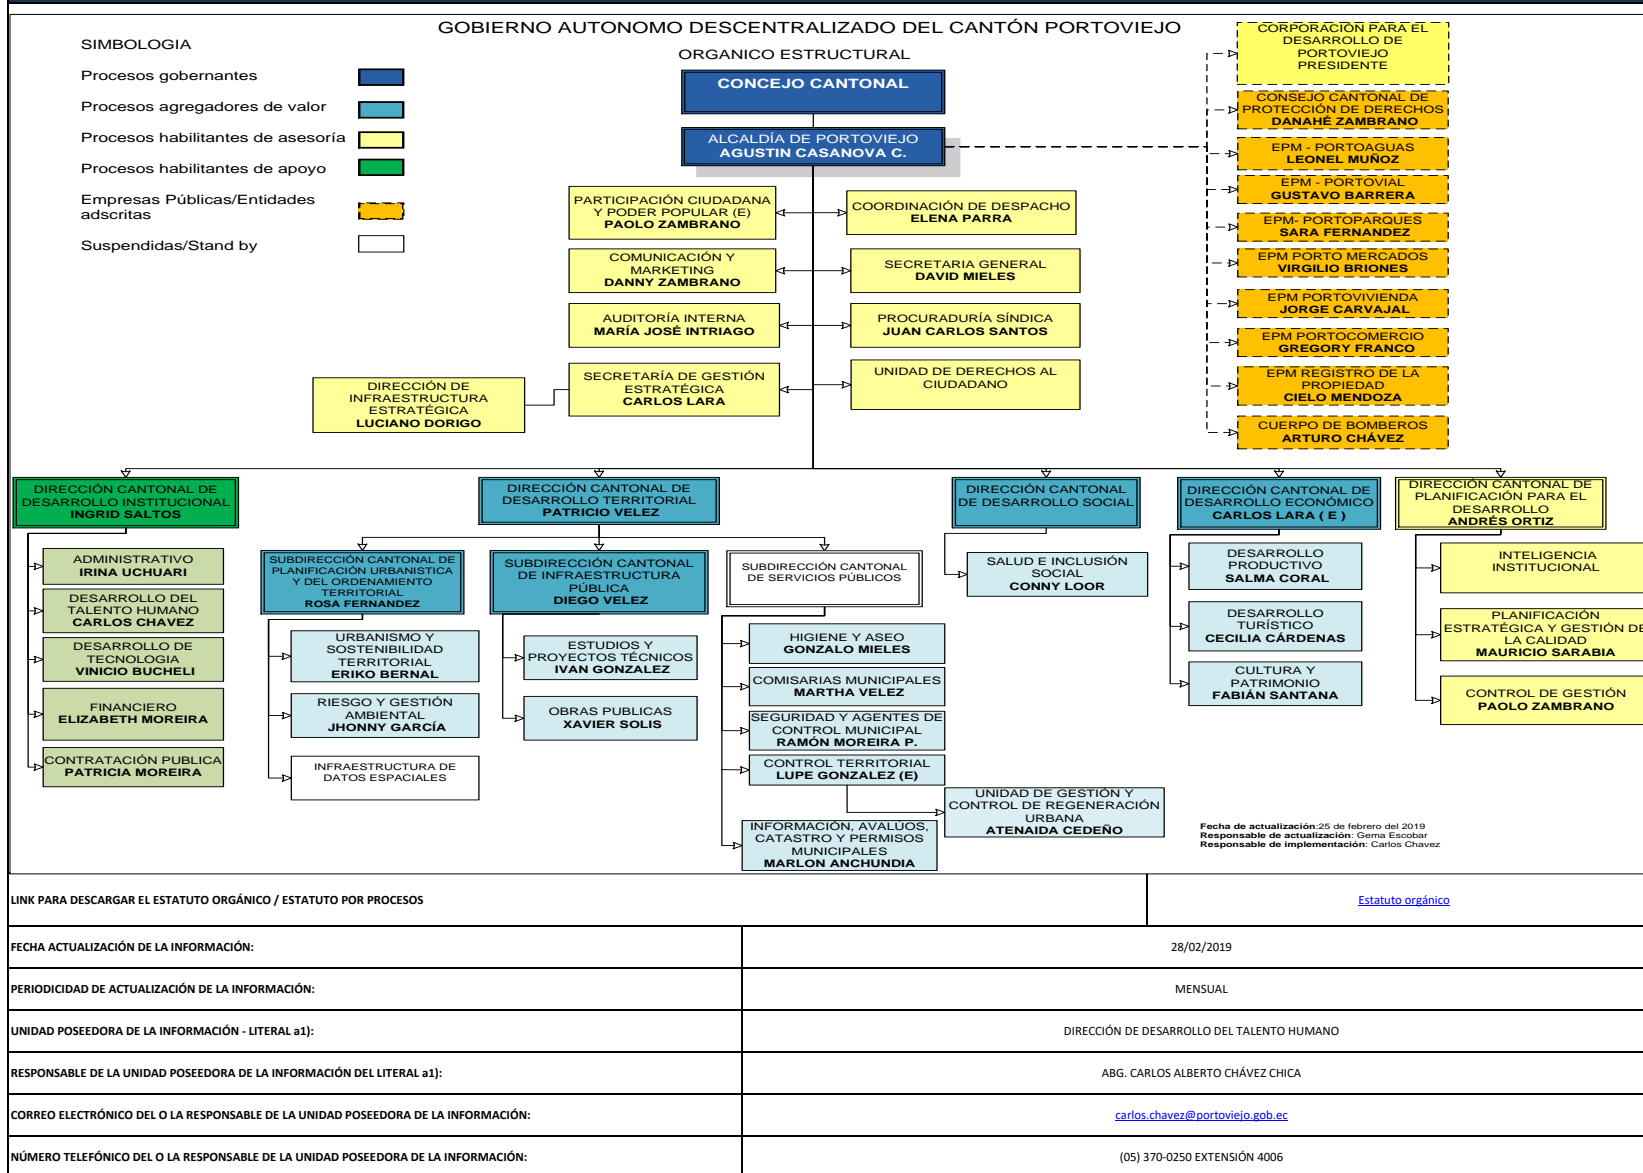 GOBIERNO AUTONOMO DESCENTRALIZADO DEL CANTÓN PORTOVIEJO
ORGANICO ESTRUCTURAL
SIMBOLOGIA
Procesos gobernantes
Procesos agregadores de valor
Procesos habilitantes de asesoría
Procesos habilitantes de apoyo
Empresas Públicas/Entidades
adscritas
Suspendidas/Stand by
CONCEJO CANTONAL
ALCALDÍA DE PORTOVIEJO
AGUSTIN CASANOVA C.
CORPORACIÓN PARA EL
DESARROLLO DE
PORTOVIEJO
PRESIDENTE
CONSEJO CANTONAL DE
PROTECCIÓN DE DERECHOS
DANAHÉ ZAMBRANO
EPM - PORTOAGUAS
LEONEL MUÑOZ
EPM - PORTOVIAL
GUSTAVO BARRERA
EPM- PORTOPARQUES
SARA FERNANDEZ
EPM PORTO MERCADOS
VIRGILIO BRIONES
EPM PORTOVIVIENDA
JORGE CARVAJAL
EPM PORTOCOMERCIO
GREGORY FRANCO
EPM REGISTRO DE LA
PROPIEDAD
CIELO MENDOZA
CUERPO DE BOMBEROS
ARTURO CHÁVEZ
PARTICIPACIÓN CIUDADANA
Y PODER POPULAR (E)
PAOLO ZAMBRANO
COORDINACIÓN DE DESPACHO
ELENA PARRA
COMUNICACIÓN Y
MARKETING
DANNY ZAMBRANO
SECRETARIA GENERAL
DAVID MIELES
AUDITORÍA INTERNA
MARÍA JOSÉ INTRIAGO
PROCURADURÍA SÍNDICA
JUAN CARLOS SANTOS
SECRETARÍA DE GESTIÓN
ESTRATÉGICA
CARLOS LARA
UNIDAD DE DERECHOS AL
CIUDADANO
DIRECCIÓN DE
INFRAESTRUCTURA
ESTRATÉGICA
LUCIANO DORIGO
DIRECCIÓN CANTONAL DE
DESARROLLO INSTITUCIONAL
INGRID SALTOS
ADMINISTRATIVO
IRINA UCHUARI
DESARROLLO DEL
TALENTO HUMANO
CARLOS CHAVEZ
DESARROLLO DE
TECNOLOGIA
VINICIO BUCHELI
FINANCIERO
ELIZABETH MOREIRA
CONTRATACIÓN PUBLICA
PATRICIA MOREIRA
DIRECCIÓN CANTONAL DE
DESARROLLO TERRITORIAL
PATRICIO VELEZ
SUBDIRECCIÓN CANTONAL DE
PLANIFICACIÓN URBANISTICA
Y DEL ORDENAMIENTO
TERRITORIAL
ROSA FERNANDEZ
URBANISMO Y
SOSTENIBILIDAD
TERRITORIAL
ERIKO BERNAL
RIESGO Y GESTIÓN
AMBIENTAL
JHONNY GARCÍA
INFRAESTRUCTURA DE
DATOS ESPACIALES
SUBDIRECCIÓN CANTONAL
DE INFRAESTRUCTURA
PÚBLICA
DIEGO VELEZ
ESTUDIOS Y
PROYECTOS TÉCNICOS
IVAN GONZALEZ
OBRAS PUBLICAS
XAVIER SOLIS
SUBDIRECCIÓN CANTONAL
DE SERVICIOS PÚBLICOS
HIGIENE Y ASEO
GONZALO MIELES
COMISARIAS MUNICIPALES
MARTHA VELEZ
SEGURIDAD Y AGENTES DE
CONTROL MUNICIPAL
RAMÓN MOREIRA P.
CONTROL TERRITORIAL
LUPE GONZALEZ (E)
UNIDAD DE GESTIÓN Y
CONTROL DE REGENERACIÓN
URBANA
ATENAIDA CEDEÑO
INFORMACIÓN, AVALÚOS,
CATASTRO Y PERMISOS
MUNICIPALES
MARLON ANCHUNDIA
DIRECCIÓN CANTONAL
DE DESARROLLO SOCIAL
SALUD E INCLUSIÓN
SOCIAL
CONNY LOOR
DIRECCIÓN CANTONAL DE
DESARROLLO ECONÓMICO
CARLOS LARA ( E )
DESARROLLO
PRODUCTIVO
SALMA CORAL
DESARROLLO
TURÍSTICO
CECILIA CÁRDENAS
CULTURA Y
PATRIMONIO
FABIÁN SANTANA
DIRECCIÓN CANTONAL DE
PLANIFICACIÓN PARA EL
DESARROLLO
ANDRÉS ORTIZ
INTELIGENCIA
INSTITUCIONAL
PLANIFICACIÓN
ESTRATÉGICA Y GESTIÓN DE
LA CALIDAD
MAURICIO SARABIA
CONTROL DE GESTIÓN
PAOLO ZAMBRANO
Fecha de actualización:25 de febrero del 2019
Responsable de actualización: Gema Escobar
Responsable de implementación: Carlos Chavez
LINK PARA DESCARGAR EL ESTATUTO ORGÁNICO / ESTATUTO POR PROCESOS
Estatuto orgánico
FECHA ACTUALIZACIÓN DE LA INFORMACIÓN:
28/02/2019
PERIODICIDAD DE ACTUALIZACIÓN DE LA INFORMACIÓN:
MENSUAL
UNIDAD POSEEDORA DE LA INFORMACIÓN - LITERAL a1):
DIRECCIÓN DE DESARROLLO DEL TALENTO HUMANO
RESPONSABLE DE LA UNIDAD POSEEDORA DE LA INFORMACIÓN DEL LITERAL a1):
ABG. CARLOS ALBERTO CHÁVEZ CHICA
CORREO ELECTRÓNICO DEL O LA RESPONSABLE DE LA UNIDAD POSEEDORA DE LA INFORMACIÓN:
carlos.chavez@portoviejo.gob.ec
NÚMERO TELEFÓNICO DEL O LA RESPONSABLE DE LA UNIDAD POSEEDORA DE LA INFORMACIÓN:
(05) 370-0250 EXTENSIÓN 4006